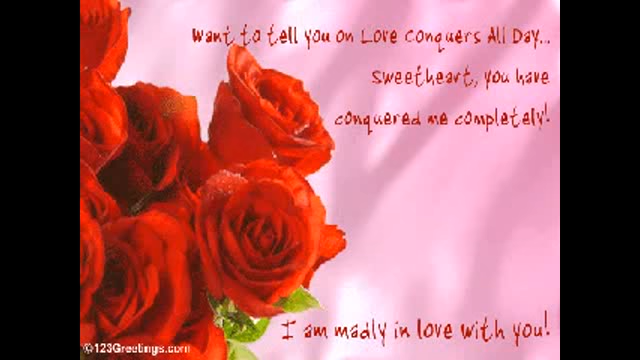 Want to tell you on Love Conquers All Day...
Sweetheart, you have
conquered me completely!
I am madly in love with you!
©123Greetings.com